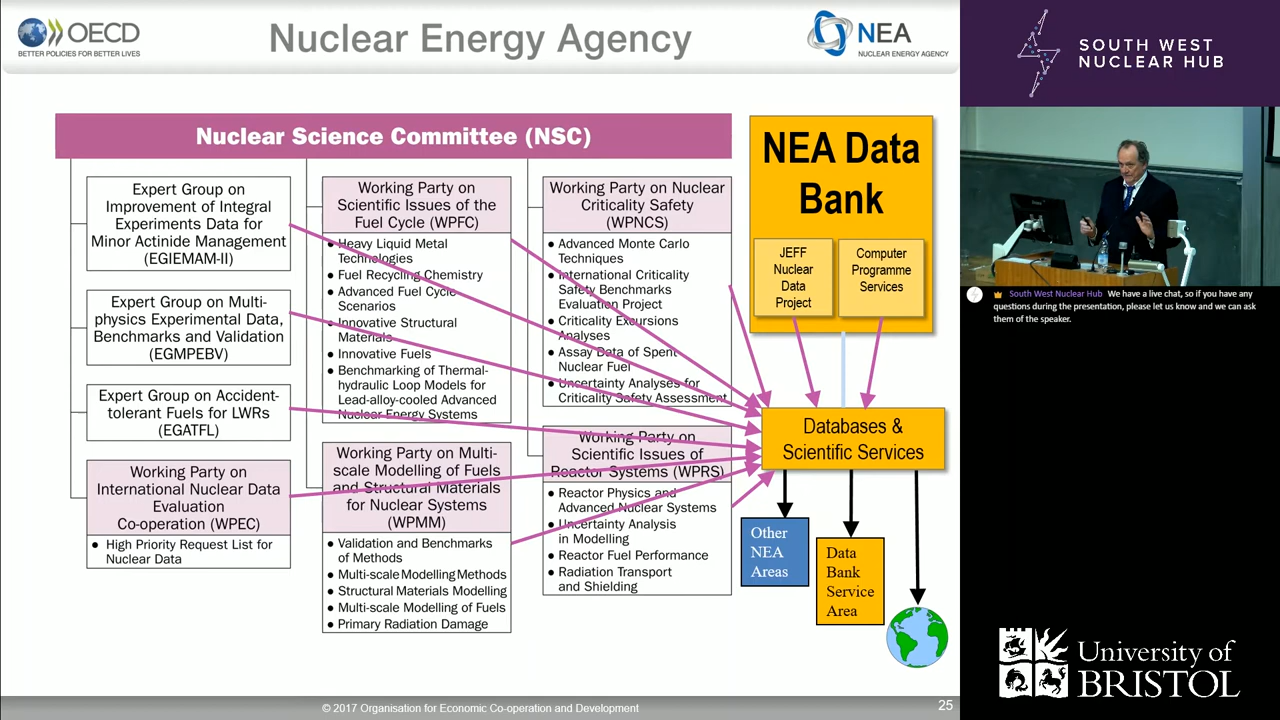 OECD
BETTER POLICIES FOR BETTER LIVES
Nuclear Energy Agency
NEA
NUCLEAR ENERGY AGENCY
Nuclear Science Committee (NSC)
Expert Group on
Improvement of Integral
Experiments Data for
Minor Actinide Management
(EGIEMAM-II)
Expert Group on Multi-
physics Experimental Data,
Benchmarks and Validation
(EGMPEBV)
Expert Group on Accident-
tolerant Fuels for LWRs
(EGATFL)
Working Party on
International Nuclear Data
Evaluation
Co-operation (WPEC)
● High Priority Request List for
Nuclear Data
Working Party on
Scientific Issues of the
Fuel Cycle (WPFC)
● Heavy Liquid Metal
Technologies
● Fuel Recycling Chemistry
● Advanced Fuel Cycle
Scenarios
● Innovative Structural
Materials
● Innovative Fuels
● Benchmarking of Thermal-
hydraulic Loop Models for
Lead-alloy-cooled Advanced
Nuclear Energy Systems
Working Party on Multi-
scale Modelling of Fuels
and Structural Materials
for Nuclear Systems
(WPMM)
● Validation and Benchmarks
of Methods
● Multi-scale Modelling Methods
● Structural Materials Modelling
● Multi-scale Modelling of Fuels
● Primary Radiation Damage
Working Party on Nuclear
Criticality Safety
(WPNCS)
● Advanced Monte Carlo
Techniques
● International Criticality
Safety Benchmarks
Evaluation Project
● Criticality Excursions
Analyses
● Assay Data of Spent
Nuclear Fuel
● Uncertainty Analyses for
Criticality Safety Assessment
Working Party on
Scientific Issues of
Reactor Systems (WPRS)
● Reactor Physics and
Advanced Nuclear Systems
● Uncertainty Analysis
in Modelling
● Reactor Fuel Performance
● Radiation Transport
and Shielding
NEA Data
Bank
JEFF
Nuclear
Data
Project
Computer
Programme
Services
Databases &
Scientific Services
Other
NEA
Areas
Data
Bank
Service
Area
© 2017 Organisation for Economic Co-operation and Development
25
SOUTH WEST
NUCLEAR HUB
South West Nuclear Hub We have a live chat, so if you have any
questions during the presentation, please let us know and we can ask
them of the speaker.
University of
BRISTOL